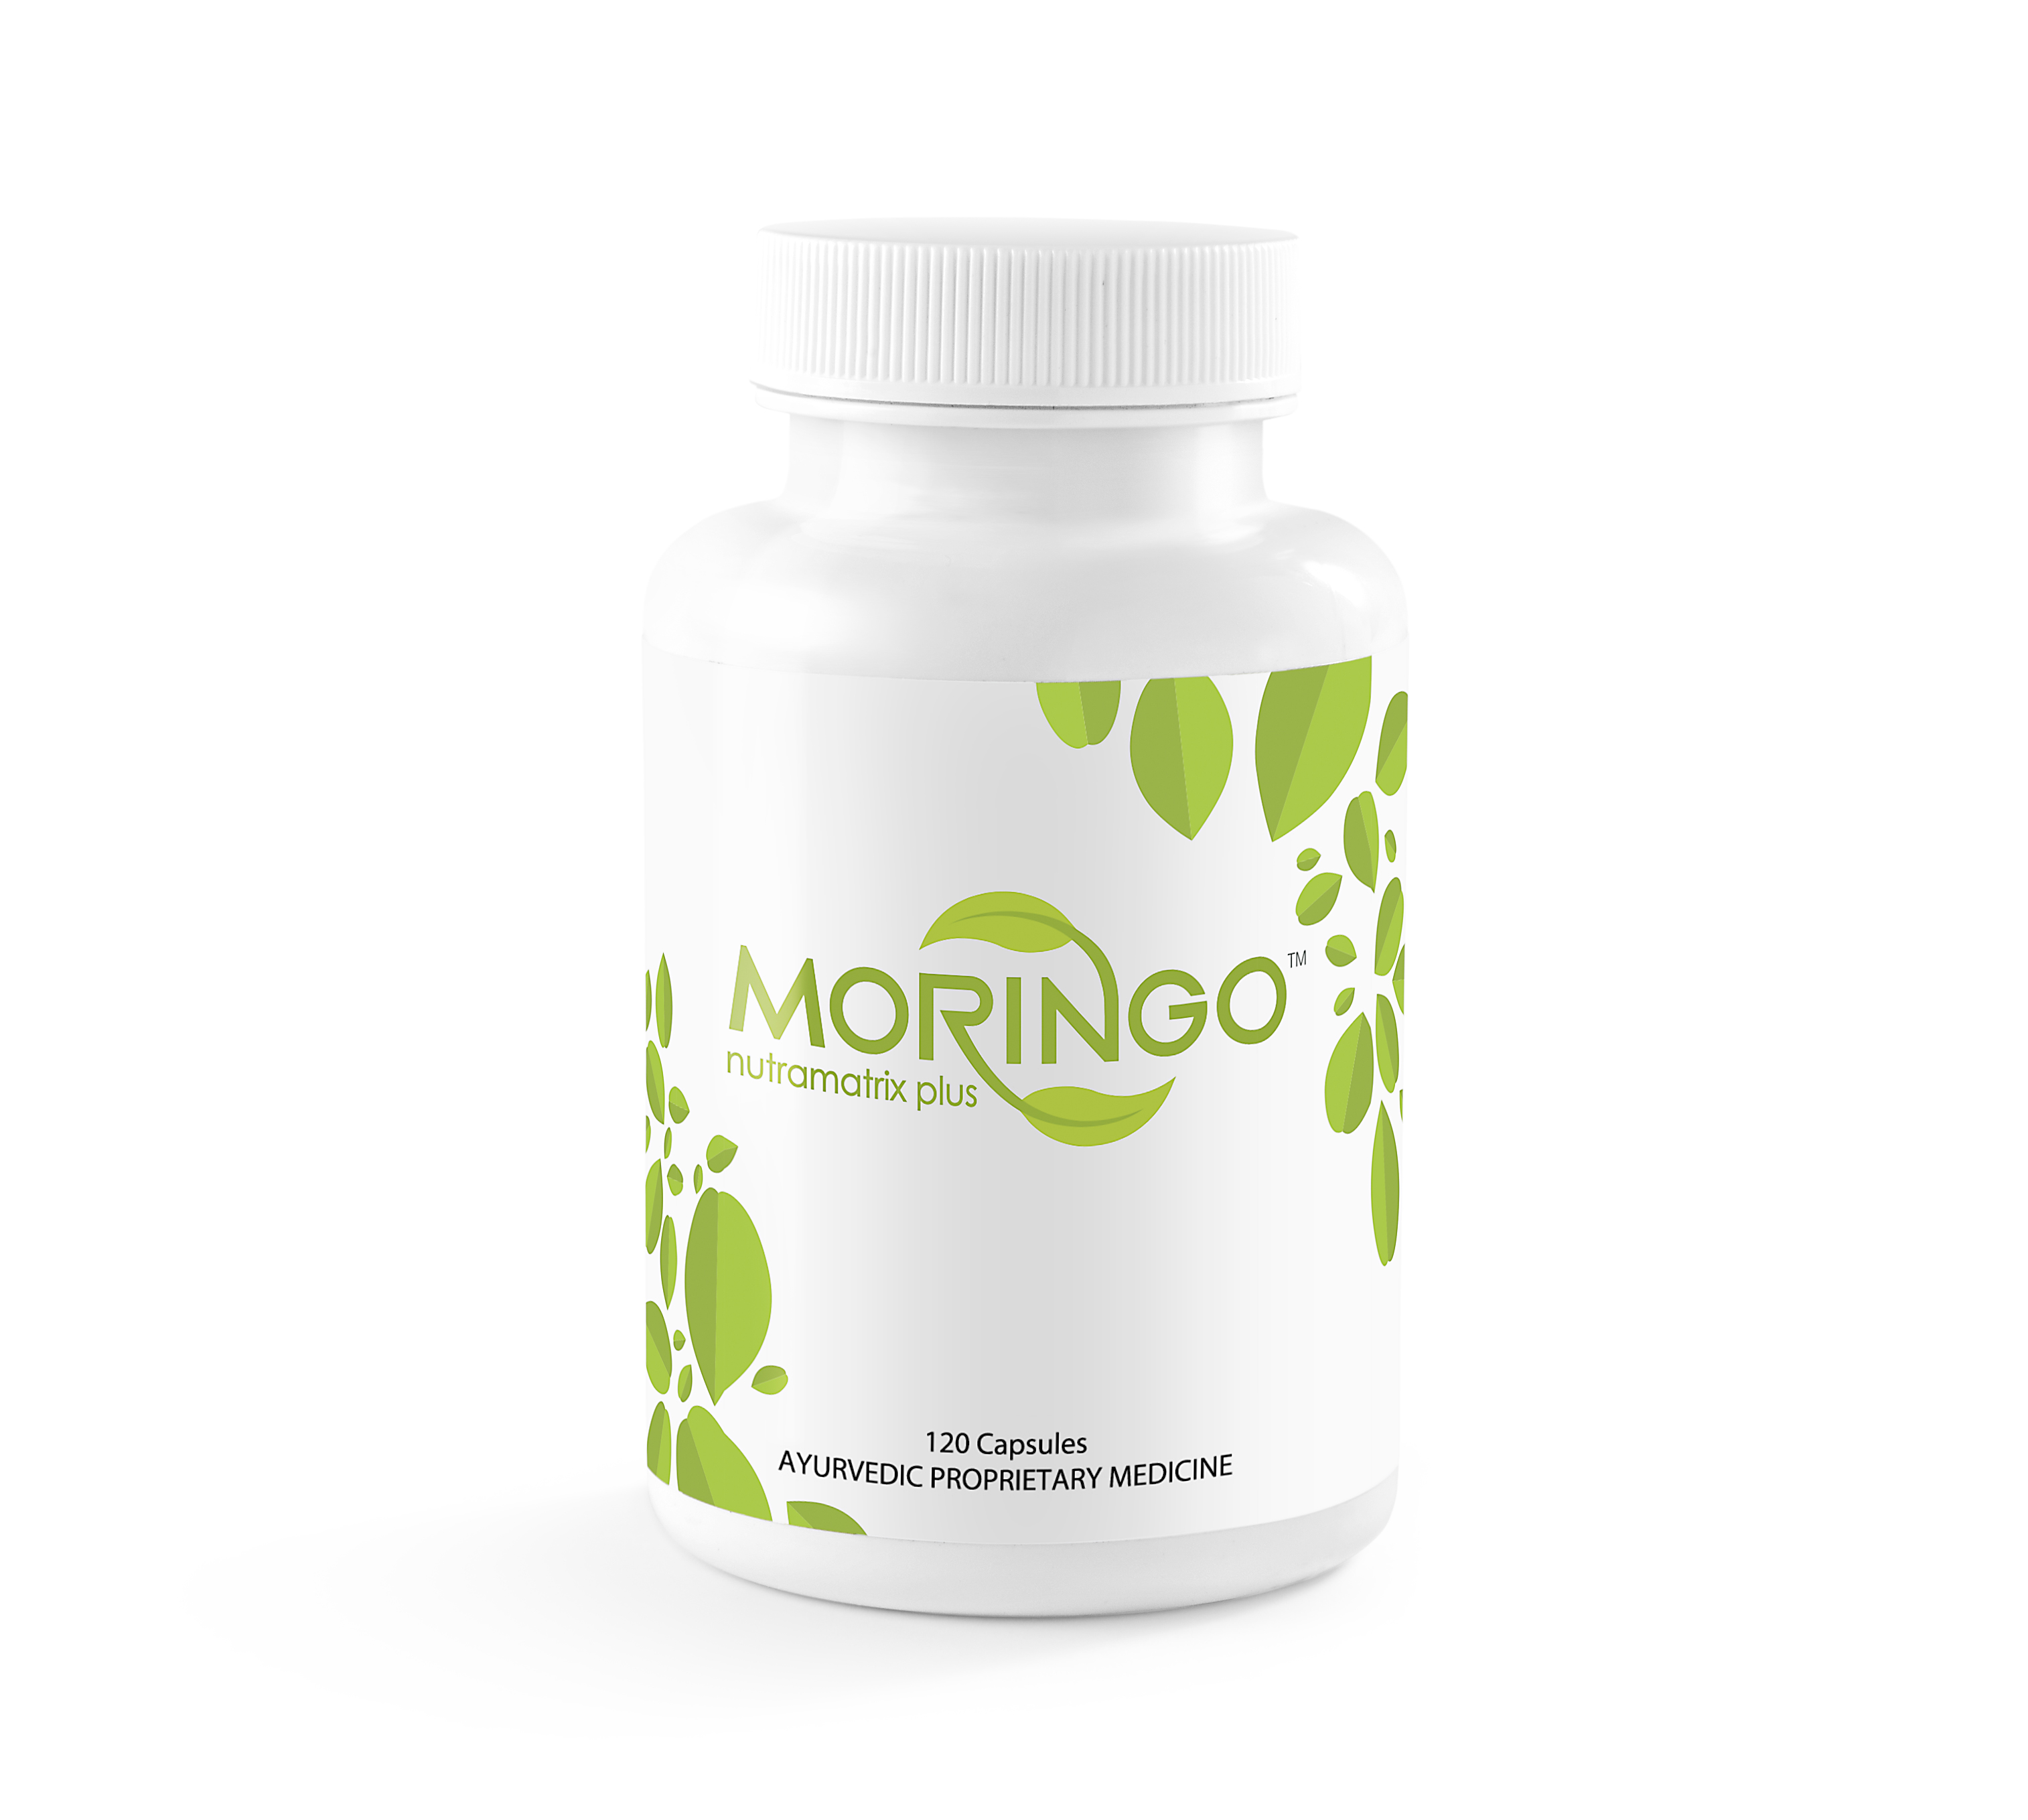 MORINGO™
nutramatrix plus
120 Capsules
AYURVEDIC PROPRIETARY MEDICINE